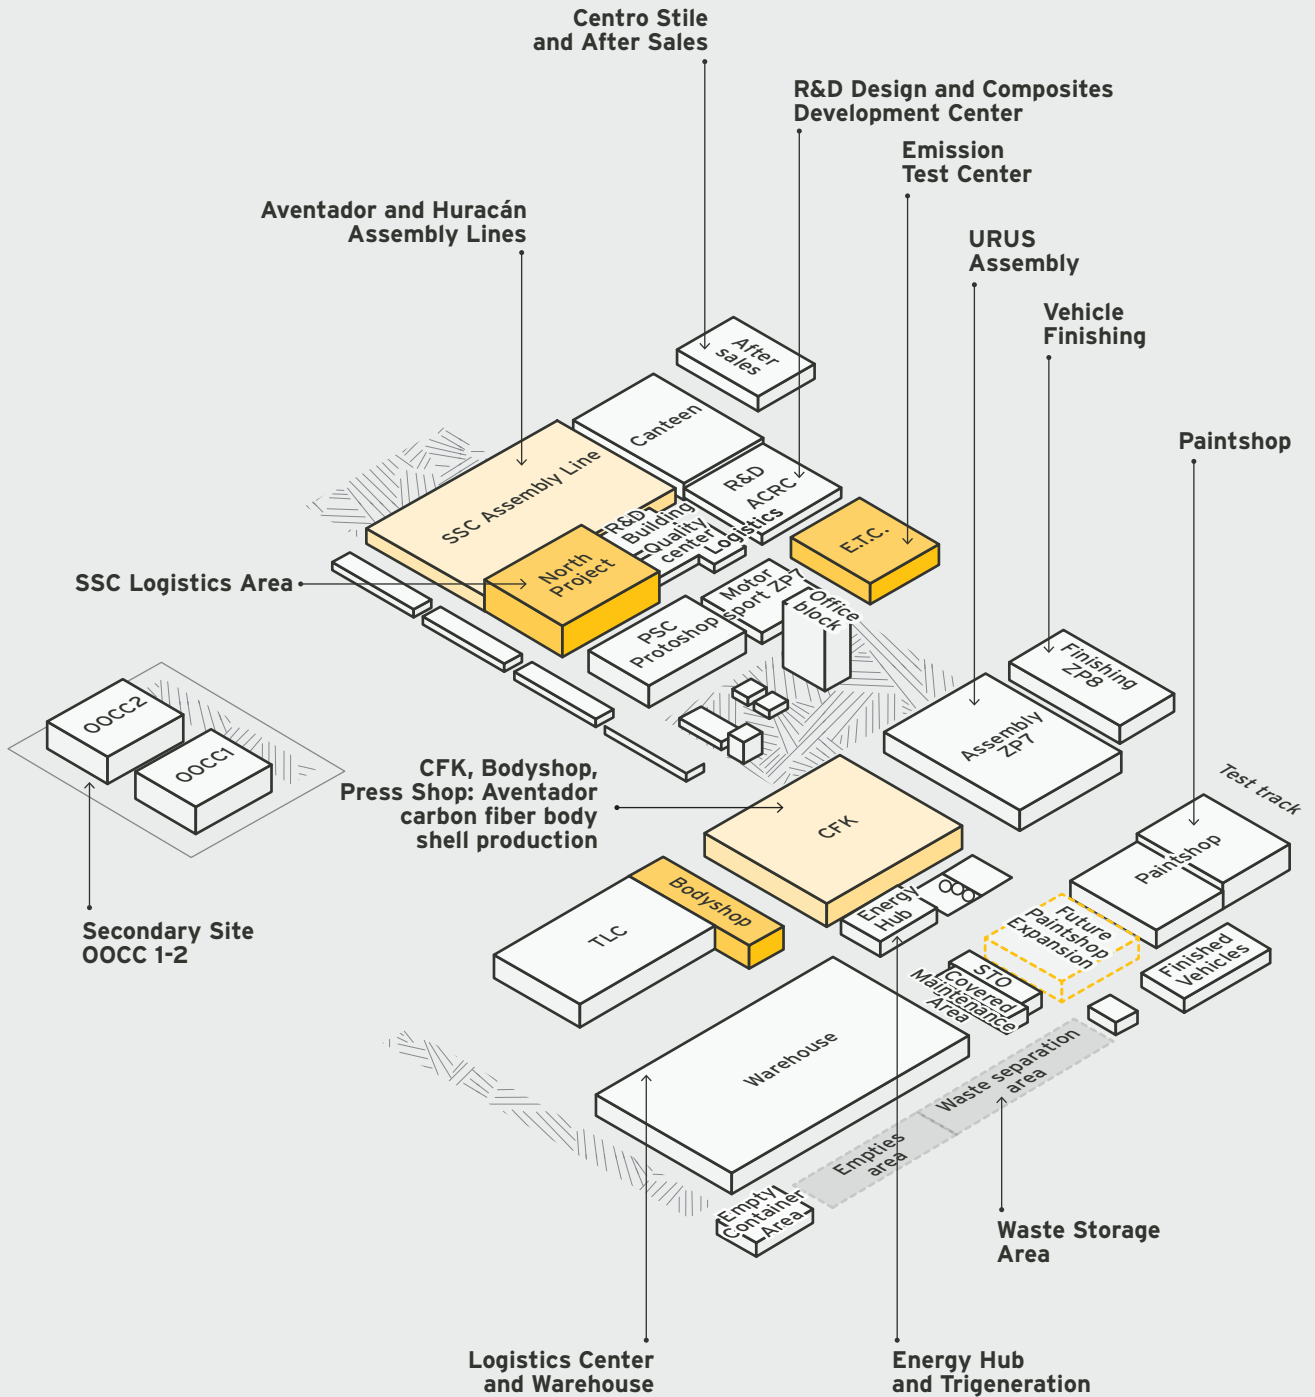 Centro Stile
and After Sales
R&D Design and Composites
Development Center
Emission
Test Center
Aventador and Huracán
Assembly Lines
URUS
Assembly
Vehicle
Finishing
Paintshop
After
sales
Canteen
SSC Assembly Line
R&D
ACRC
R&D
Building
Quality
center
Logistics
E.T.C.
North
Project
SSC Logistics Area
Motor
sport ZP7
Office
block
PSC
Protoshop
Finishing
ZP8
Assembly
ZP7
OOCC2
OOCC1
Test track
CFK, Bodyshop,
Press Shop: Aventador
carbon fiber body
shell production
CFK
Paintshop
Bodyshop
Energy
Hub
TLC
Future
Paintshop
Expansion
Secondary Site
OOCC 1-2
Finished
Vehicles
STO
Covered
Maintenance
Area
Warehouse
Waste separation
area
Empties
area
Empty
Container
Area
Waste Storage
Area
Logistics Center
and Warehouse
Energy Hub
and Trigeneration